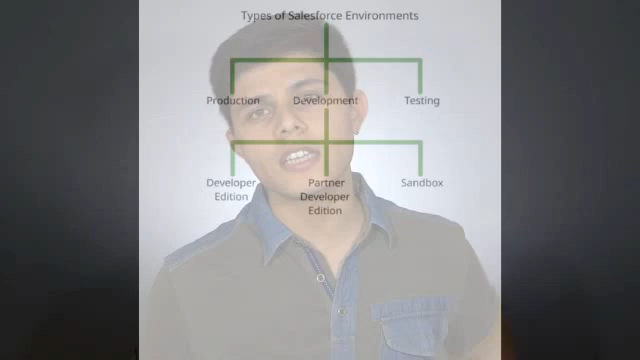 Types of Salesforce Environments
Production Development Testing
Developer Partner Sandbox
Edition Developer
Edition